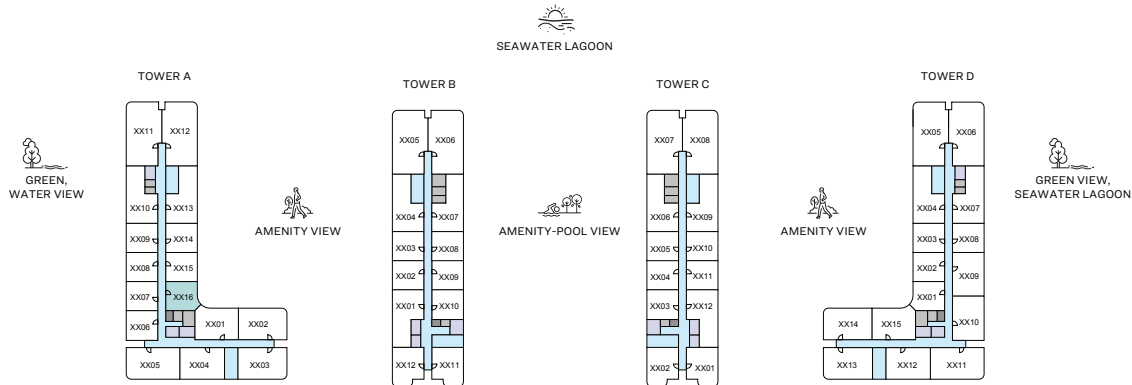 SEAWATER LAGOON
TOWER A
TOWER B
TOWER C
TOWER D
GREEN,
WATER VIEW
AMENITY VIEW
AMENITY-POOL VIEW
AMENITY VIEW
GREEN VIEW,
SEAWATER LAGOON
XX11 XX12
XX10 XX13
XX09 XX14
XX08 XX15
XX07 XX16
XX06 XX01 XX02
XX05 XX04 XX03
XX05 XX06
XX04 XX07
XX03 XX08
XX02 XX09
XX01 XX10
XX12 XX11
XX07 XX08
XX06 XX09
XX05 XX10
XX04 XX11
XX03 XX12
XX02 XX01
XX05 XX06
XX04 XX07
XX03 XX08
XX02 XX09
XX01
XX14 XX15 XX10
XX13 XX12 XX11